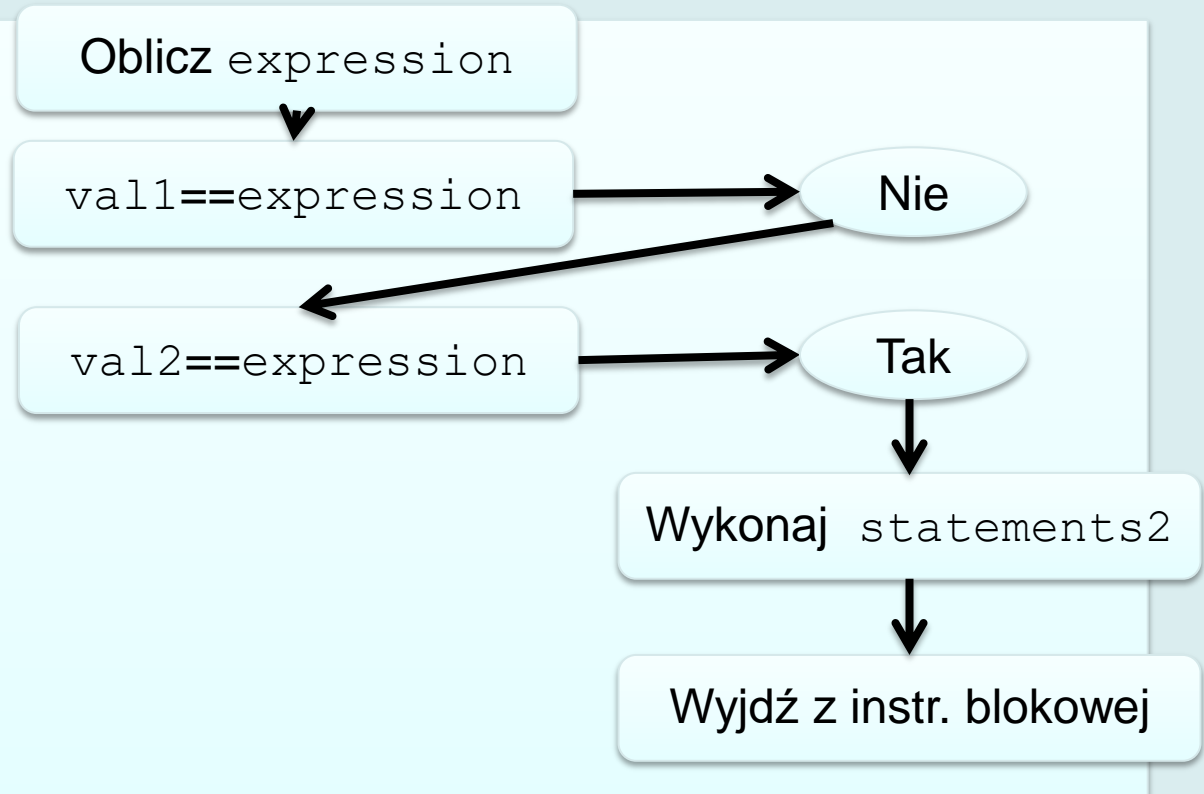 Oblicz expression
val1==expression
Nie
val2==expression
Tak
Wykonaj statements2
Wyjdź z instr. blokowej